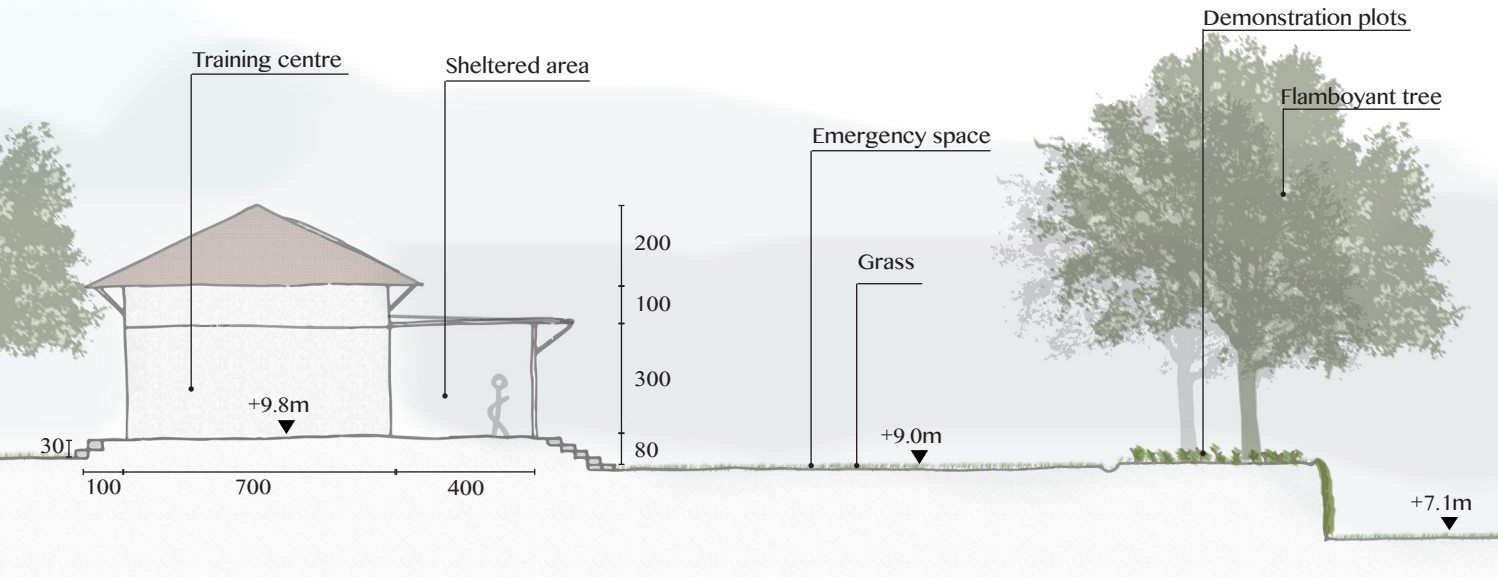 Demonstration plots
Training centre
Sheltered area
Flamboyant tree
Emergency space
200
Grass
100
300
+9.8m
+9.0m
30
80
100
700
400
+7.1m